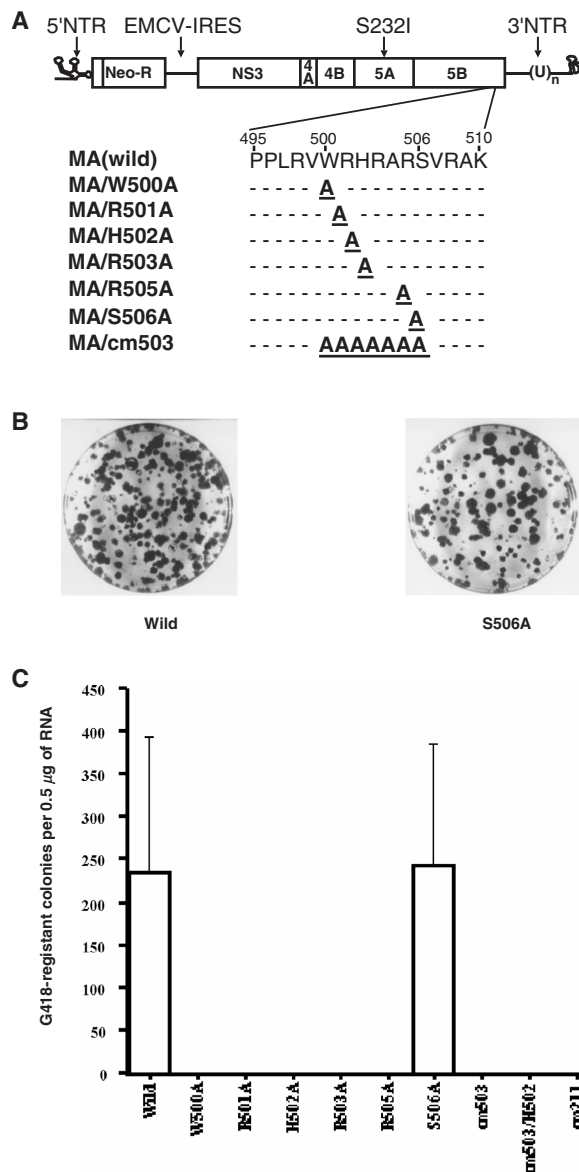 A
5'NTR EMCV-IRES S232I 3'NTR
Neo-R NS3 4A 4B 5A 5B (U)n
495 500 506 510
MA(wild) PPLRVWRHRARSVRAK
MA/W500A - - - - - A - - - - - - - - - -
MA/R501A - - - - - - A - - - - - - - - -
MA/H502A - - - - - - - A - - - - - - - -
MA/R503A - - - - - - - - A - - - - - - -
MA/R505A - - - - - - - - - - A - - - - -
MA/S506A - - - - - - - - - - - A - - - -
MA/cm503 - - - - - AAAAAAA - - - -
B
Wild S506A
C
G418-registant colonies per 0.5 μg of RNA
450
400
350
300
250
200
150
100
50
0
Wild W500A R501A H502A R503A R505A S506A cm503 cm503/H502